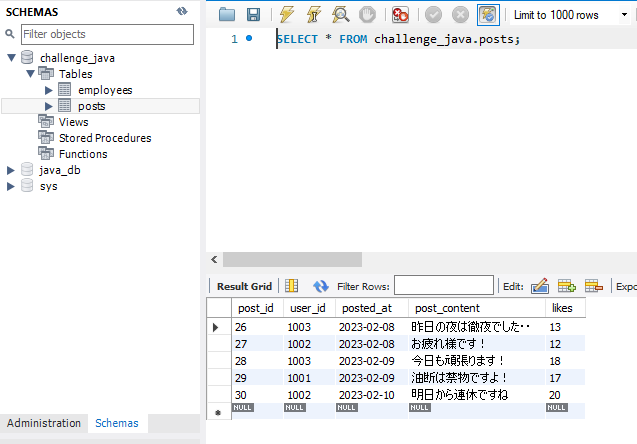 SCHEMAS
Filter objects
challenge_java
Tables
employees
posts
Views
Stored Procedures
Functions
java_db
sys
Administration Schemas
Limit to 1000 rows
1 SELECT * FROM challenge_java.posts;
Result Grid Filter Rows: Edit: Expo
post_id user_id posted_at post_content likes
26 1003 2023-02-08 昨日の夜は徹夜でした・・ 13
27 1002 2023-02-08 お疲れ様です! 12
28 1003 2023-02-09 今日も頑張ります! 18
29 1001 2023-02-09 油断は禁物ですよ! 17
30 1002 2023-02-10 明日から連休ですね 20
NULL NULL NULL NULL NULL